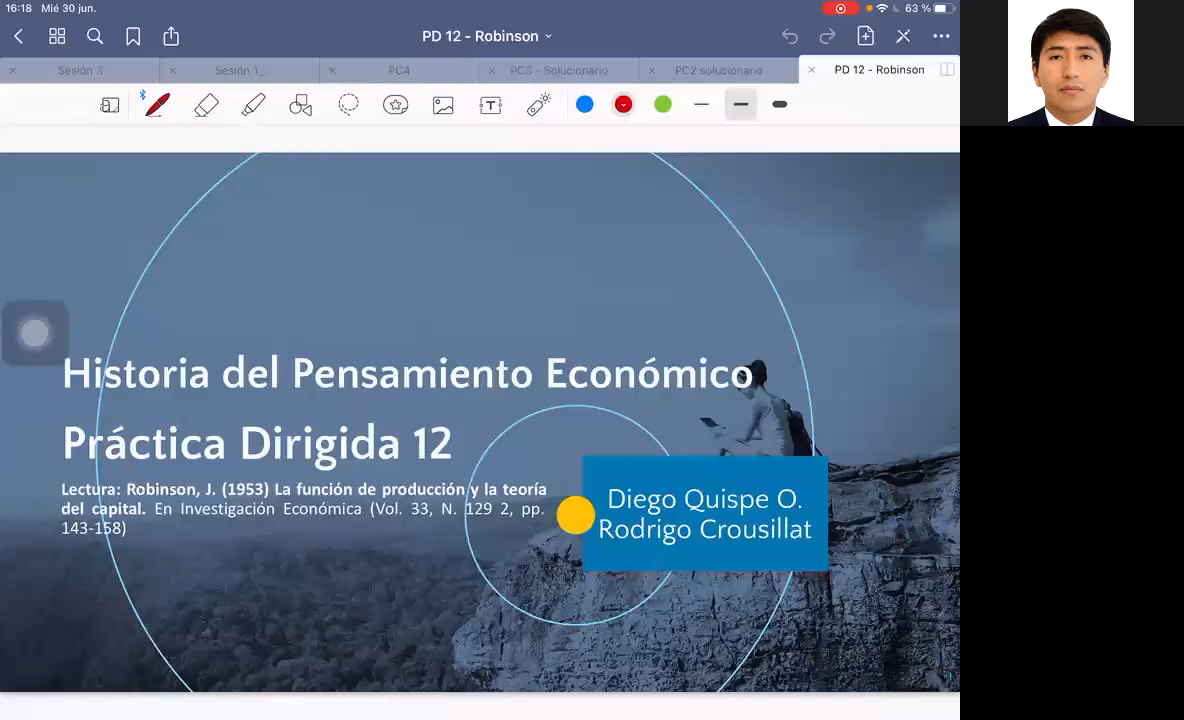 16:18 Mié 30 jun.
63 %
PD 12 - Robinson
Sesión 3
Sesión 1_
PC4
PC3 - Solucionario
PC2 solucionario
PD 12 - Robinson
T
Historia del Pensamiento Económico
Práctica Dirigida 12
Lectura: Robinson, J. (1953) La función de producción y la teoría
del capital. En Investigación Económica (Vol. 33, N. 129 2, pp.
143-158)
Diego Quispe O.
Rodrigo Crousillat
1